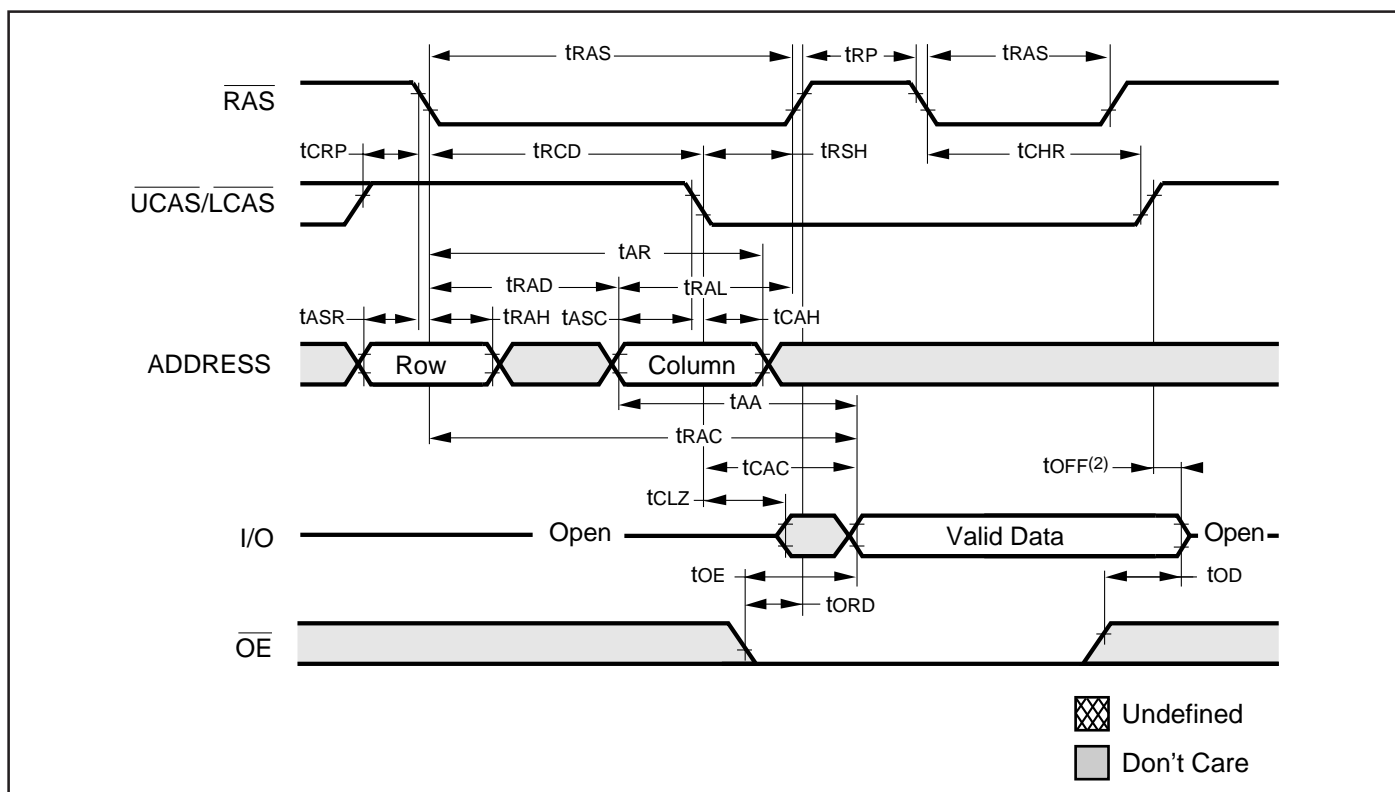 tRAS tRP tRAS
RAS
tCRP tRCD tRSH tCHR
UCAS/LCAS
tAR
tRAD tRAL
tASR tRAH tASC tCAH
ADDRESS Row Column
tAA
tRAC
tCAC tOFF(2)
tCLZ
I/O Open Valid Data Open
tOE tOD
tORD
OE
Undefined
Don't Care